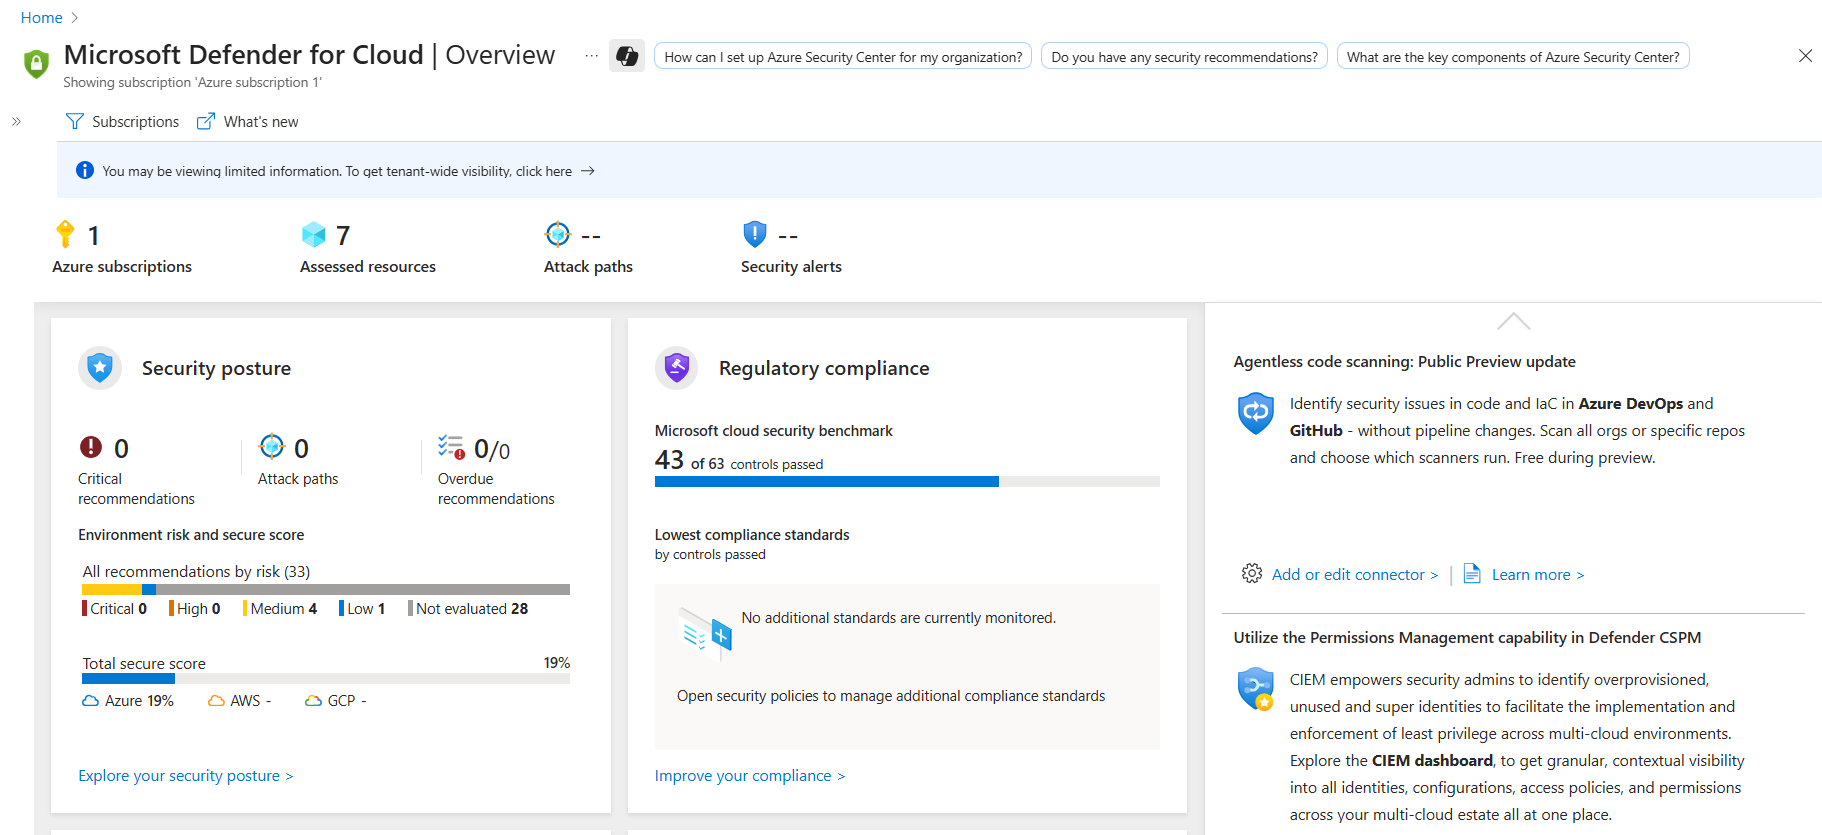 Home
Microsoft Defender for Cloud | Overview
Showing subscription 'Azure subscription 1'
How can I set up Azure Security Center for my organization?
Do you have any security recommendations?
What are the key components of Azure Security Center?
Subscriptions
What's new
You may be viewing limited information. To get tenant-wide visibility, click here →
1
Azure subscriptions
7
Assessed resources
--
Attack paths
--
Security alerts
Security posture
0
Critical
recommendations
0
Attack paths
0/0
Overdue
recommendations
Environment risk and secure score
All recommendations by risk (33)
Critical 0
High 0
Medium 4
Low 1
Not evaluated 28
Total secure score
19%
Azure 19%
AWS -
GCP -
Explore your security posture >
Regulatory compliance
Microsoft cloud security benchmark
43 of 63 controls passed
Lowest compliance standards
by controls passed
No additional standards are currently monitored.
Open security policies to manage additional compliance standards
Improve your compliance >
Agentless code scanning: Public Preview update
Identify security issues in code and IaC in Azure DevOps and
GitHub - without pipeline changes. Scan all orgs or specific repos
and choose which scanners run. Free during preview.
Add or edit connector >
Learn more >
Utilize the Permissions Management capability in Defender CSPM
CIEM empowers security admins to identify overprovisioned,
unused and super identities to facilitate the implementation and
enforcement of least privilege across multi-cloud environments.
Explore the CIEM dashboard, to get granular, contextual visibility
into all identities, configurations, access policies, and permissions
across your multi-cloud estate all at one place.